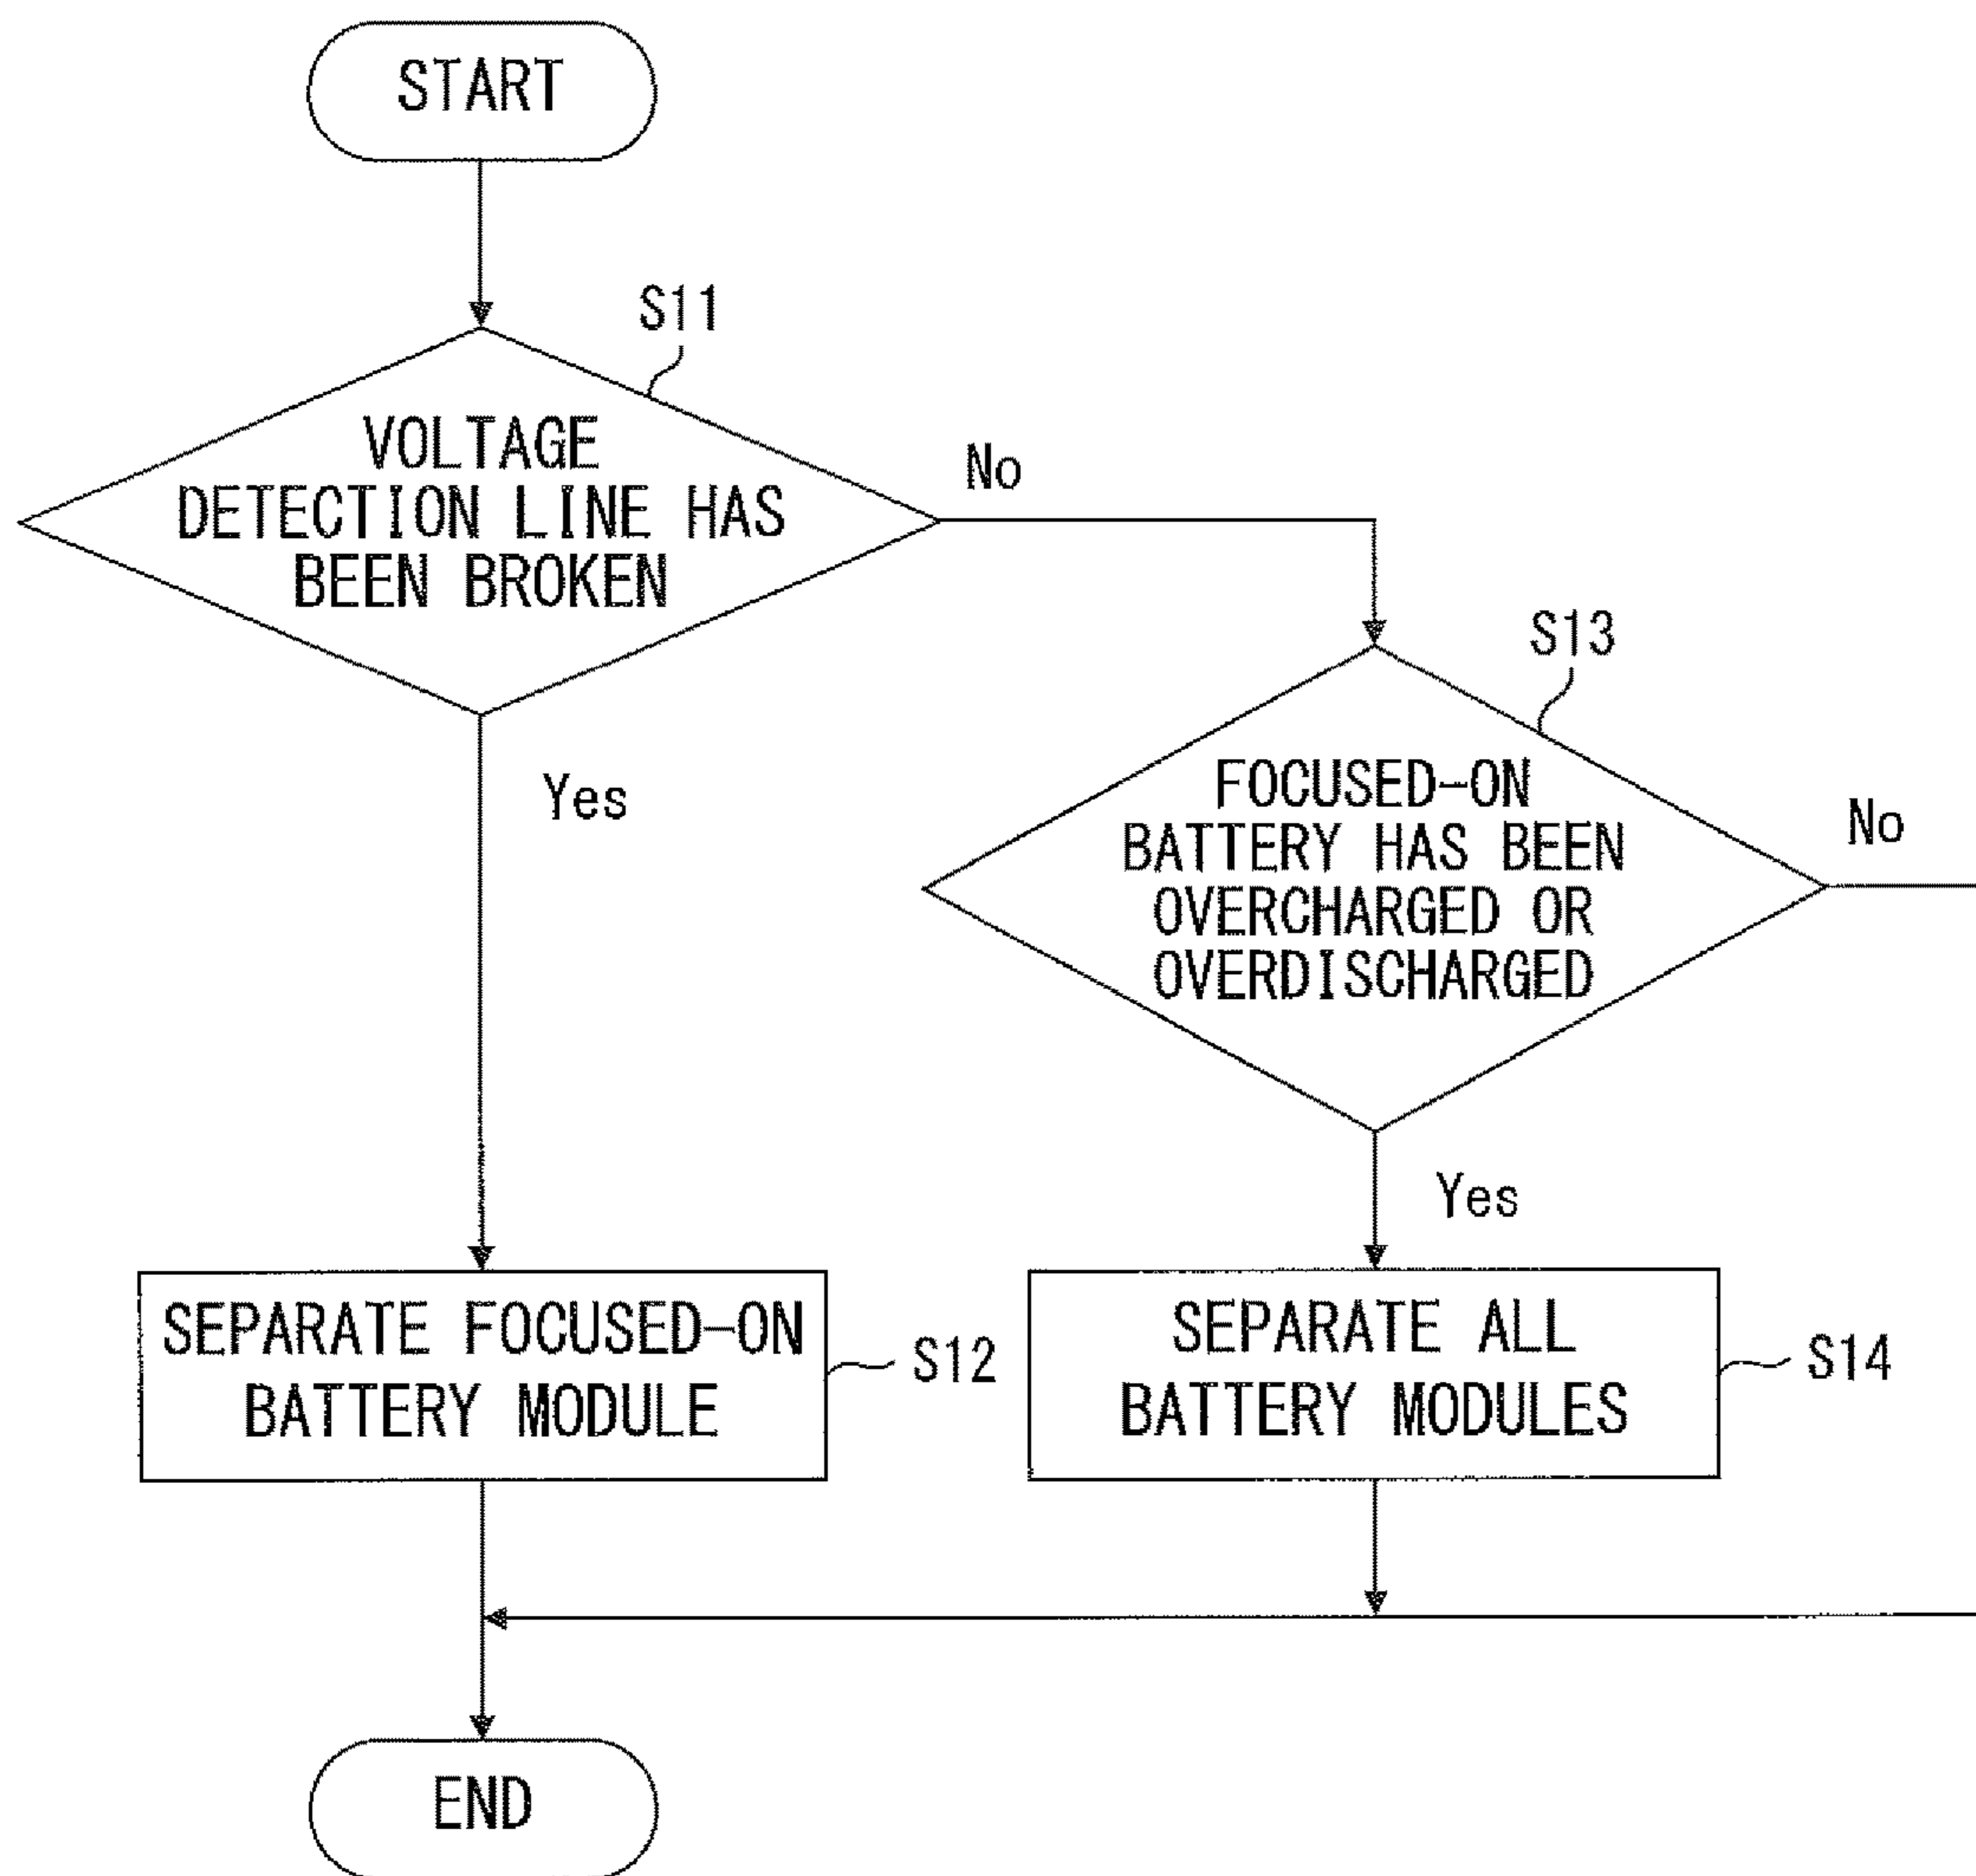 START
S11
VOLTAGE
DETECTION LINE HAS
BEEN BROKEN
No
Yes
S13
FOCUSED-ON
BATTERY HAS BEEN
OVERCHARGED OR
OVERDISCHARGED
No
Yes
SEPARATE FOCUSED-ON
BATTERY MODULE
S12
SEPARATE ALL
BATTERY MODULES
S14
END